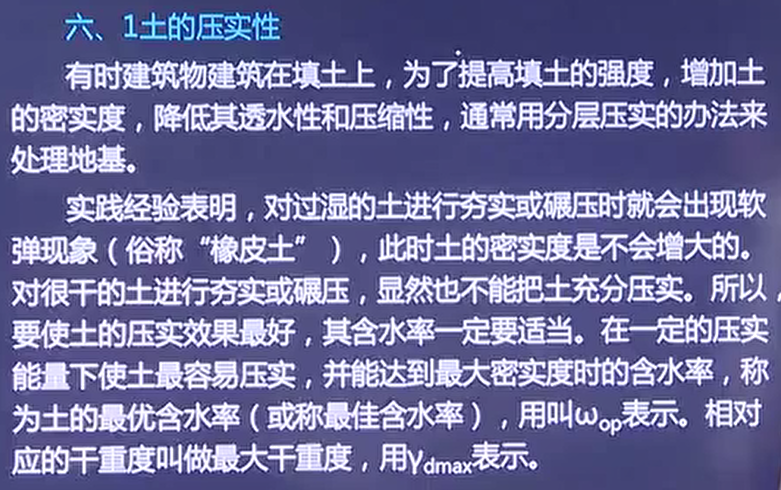 六、1土的压实性
有时建筑物建筑在填土上，为了提高填土的强度，增加土
的密实度，降低其透水性和压缩性，通常用分层压实的办法来
处理地基。
实践经验表明，对过湿的土进行夯实或碾压时就会出现软
弹现象（俗称“橡皮土”），此时土的密实度是不会增大的。
对很干的土进行夯实或碾压，显然也不能把土充分压实。所以，
要使土的压实效果最好，其含水率一定要适当。在一定的压实
能量下使土最容易压实，并能达到最大密实度时的含水率，称
为土的最优含水率（或称最佳含水率），用叫ωop表示。相对
应的干重度叫做最大干重度，用γdmax表示。